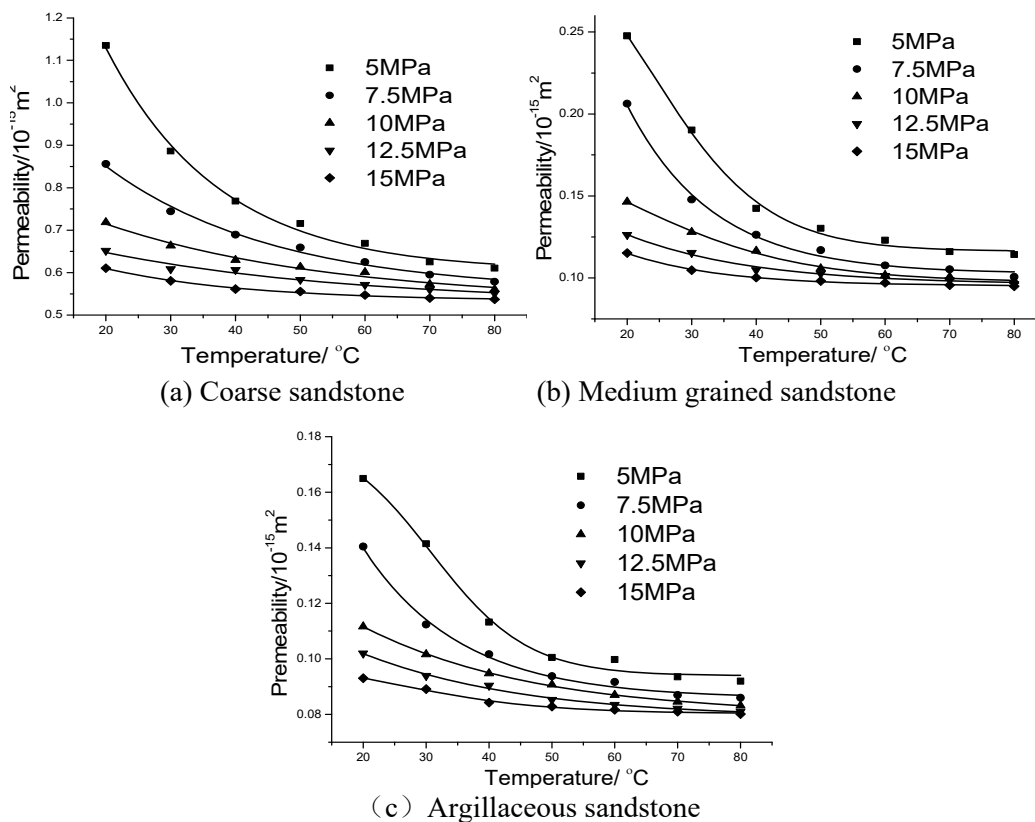 1.2
1.1
1.0
0.9
0.8
0.7
0.6
0.5
Permeability/10⁻¹⁵m²
5MPa
7.5MPa
10MPa
12.5MPa
15MPa
20 30 40 50 60 70 80
Temperature/ °C
(a) Coarse sandstone
0.25
0.20
0.15
0.10
Permeability/10⁻¹⁵m²
5MPa
7.5MPa
10MPa
12.5MPa
15MPa
20 30 40 50 60 70 80
Temperature/ °C
(b) Medium grained sandstone
0.18
0.16
0.14
0.12
0.10
0.08
Premeability/10⁻¹⁵m²
5MPa
7.5MPa
10MPa
12.5MPa
15MPa
20 30 40 50 60 70 80
Temperature/ °C
（c）Argillaceous sandstone